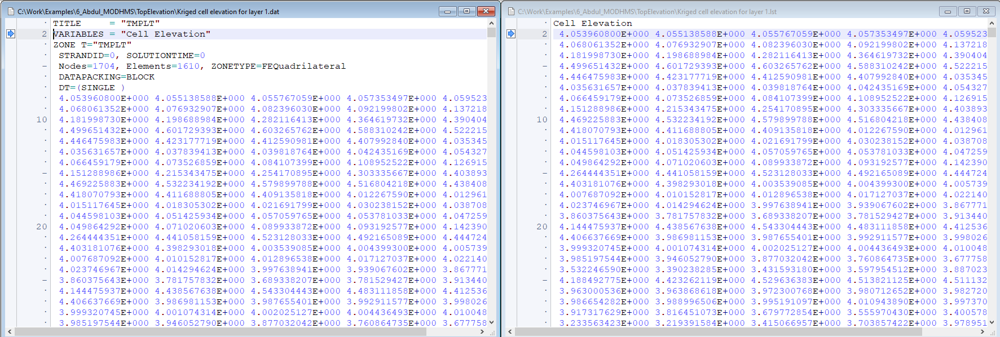 C:\Work\Examples\6_Abdul_MODHMS\TopElevation\Kriged cell elevation for layer 1.dat
TITLE     = "TMPLT"
2 VARIABLES = "Cell Elevation"
ZONE T="TMPLT"
STRANDID=0, SOLUTIONTIME=0
Nodes=1704, Elements=1610, ZONETYPE=FEQuadrilateral
DATAPACKING=BLOCK
DT=(SINGLE )
4.053960800E+000 4.055138588E+000 4.055767059E+000 4.057353497E+000 4.059523
4.068061352E+000 4.076932907E+000 4.082396030E+000 4.092199802E+000 4.137218
10 4.181998730E+000 4.198688984E+000 4.282116413E+000 4.364619732E+000 4.390404
4.499651432E+000 4.601729393E+000 4.603265762E+000 4.588310242E+000 4.522215
4.446475983E+000 4.423177719E+000 4.412590981E+000 4.407992840E+000 4.035345
4.035631657E+000 4.037839413E+000 4.039818764E+000 4.042435169E+000 4.054327
4.066459179E+000 4.073526859E+000 4.084107399E+000 4.108952522E+000 4.126915
4.151288986E+000 4.215343475E+000 4.254170895E+000 4.303335667E+000 4.403893
4.469225883E+000 4.532234192E+000 4.579899788E+000 4.516804218E+000 4.438408
4.418070793E+000 4.411688805E+000 4.409135818E+000 4.012267590E+000 4.012961
4.015117645E+000 4.018305302E+000 4.021691799E+000 4.030238152E+000 4.038708
4.044598103E+000 4.051425934E+000 4.057059765E+000 4.053781033E+000 4.047259
20 4.049864292E+000 4.071020603E+000 4.089933872E+000 4.093192577E+000 4.142390
4.264444351E+000 4.441058159E+000 4.523128033E+000 4.492165089E+000 4.444724
4.403181076E+000 4.398293018E+000 4.003539085E+000 4.004399300E+000 4.005739
4.007687092E+000 4.010152817E+000 4.012896538E+000 4.017127037E+000 4.022140
4.023746967E+000 4.014294624E+000 3.997638941E+000 3.939067602E+000 3.867771
3.860375643E+000 3.781757832E+000 3.689338207E+000 3.781529427E+000 3.913440
4.144475937E+000 4.438567638E+000 4.543304443E+000 4.483111858E+000 4.412536
4.406637669E+000 3.986981153E+000 3.987655401E+000 3.992911577E+000 3.998026
3.999320745E+000 4.001074314E+000 4.002025127E+000 4.004436493E+000 4.010048
3.985197544E+000 3.946052790E+000 3.877032042E+000 3.760864735E+000 3.677758
C:\Work\Examples\6_Abdul_MODHMS\TopElevation\Kriged cell elevation for layer 1.lst
Cell Elevation
2 4.053960800E+000 4.055138588E+000 4.055767059E+000 4.057353497E+000 4.059523
4.068061352E+000 4.076932907E+000 4.082396030E+000 4.092199802E+000 4.137218
4.181998730E+000 4.198688984E+000 4.282116413E+000 4.364619732E+000 4.390404
4.499651432E+000 4.601729393E+000 4.603265762E+000 4.588310242E+000 4.522215
4.446475983E+000 4.423177719E+000 4.412590981E+000 4.407992840E+000 4.035345
4.035631657E+000 4.037839413E+000 4.039818764E+000 4.042435169E+000 4.054327
4.066459179E+000 4.073526859E+000 4.084107399E+000 4.108952522E+000 4.126915
4.151288986E+000 4.215343475E+000 4.254170895E+000 4.303335667E+000 4.403893
10 4.469225883E+000 4.532234192E+000 4.579899788E+000 4.516804218E+000 4.438408
4.418070793E+000 4.411688805E+000 4.409135818E+000 4.012267590E+000 4.012961
4.015117645E+000 4.018305302E+000 4.021691799E+000 4.030238152E+000 4.038708
4.044598103E+000 4.051425934E+000 4.057059765E+000 4.053781033E+000 4.047259
4.049864292E+000 4.071020603E+000 4.089933872E+000 4.093192577E+000 4.142390
4.264444351E+000 4.441058159E+000 4.523128033E+000 4.492165089E+000 4.444724
4.403181076E+000 4.398293018E+000 4.003539085E+000 4.004399300E+000 4.005739
4.007687092E+000 4.010152817E+000 4.012896538E+000 4.017127037E+000 4.022140
4.023746967E+000 4.014294624E+000 3.997638941E+000 3.939067602E+000 3.867771
3.860375643E+000 3.781757832E+000 3.689338207E+000 3.781529427E+000 3.913440
20 4.144475937E+000 4.438567638E+000 4.543304443E+000 4.483111858E+000 4.412536
4.406637669E+000 3.986981153E+000 3.987655401E+000 3.992911577E+000 3.998026
3.999320745E+000 4.001074314E+000 4.002025127E+000 4.004436493E+000 4.010048
3.985197544E+000 3.946052790E+000 3.877032042E+000 3.760864735E+000 3.677758
3.532246590E+000 3.390238285E+000 3.431593180E+000 3.597954512E+000 3.887023
4.188492775E+000 4.423262119E+000 4.529636383E+000 4.513821125E+000 4.511132
3.963000536E+000 3.963868618E+000 3.972300768E+000 3.980712652E+000 3.982720
3.986654282E+000 3.988996506E+000 3.995191097E+000 4.010943890E+000 3.997370
3.917317629E+000 3.816451073E+000 3.679772854E+000 3.555970430E+000 3.400578
3.233563423E+000 3.219391584E+000 3.415066957E+000 3.703857422E+000 3.978951